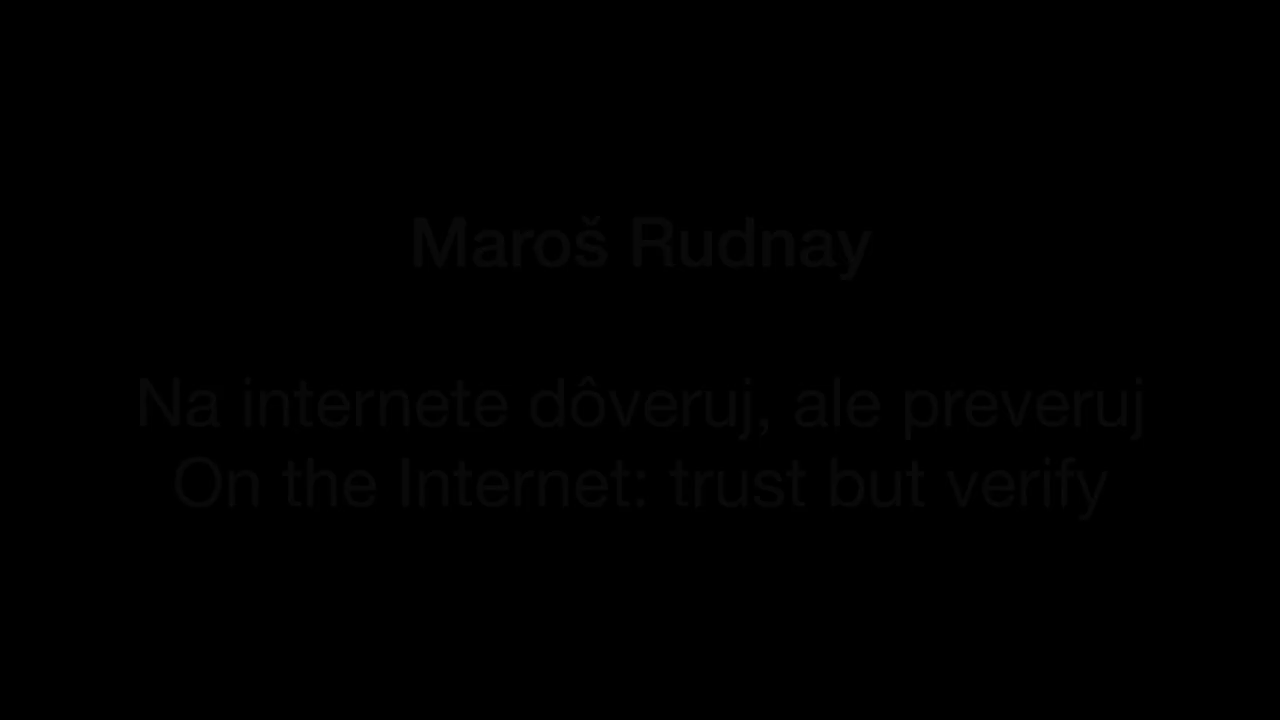 Maroš Rudnay
Na internete dôveruj, ale preveruj
On the Internet: trust but verify